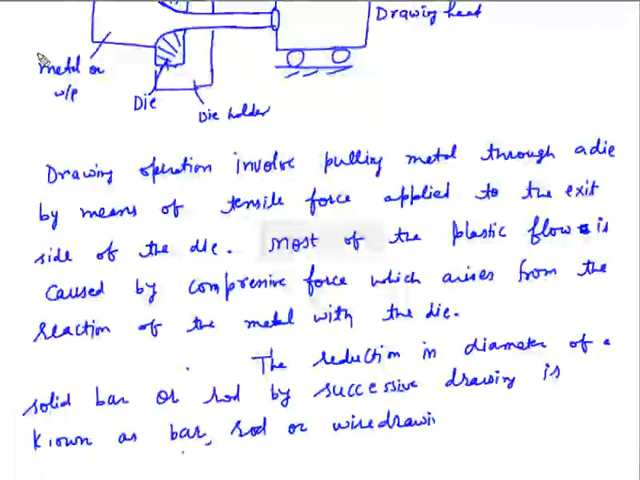 Drawing head
metal or
w/p
Die
Die holder
Drawing operation involve pulling metal through a die
by means of tensile force applied to the exit
side of the die. Most of the plastic flow is
caused by compressive force which arises from the
reaction of the metal with the die.
The reduction in diameter of a
solid bar or rod by successive drawing is
known as bar, rod or wiredrawi